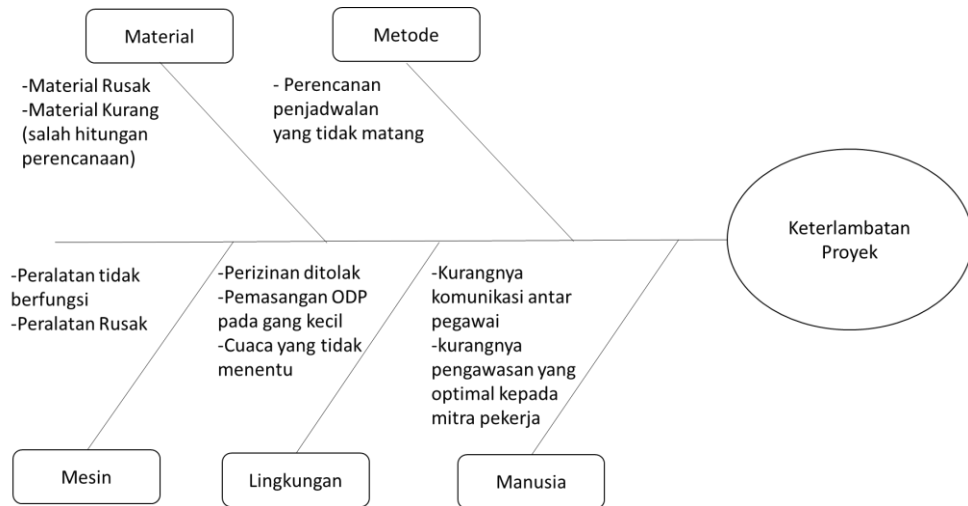 Material
-Material Rusak
-Material Kurang
(salah hitungan
perencanaan)
Metode
- Perencanan
penjadwalan
yang tidak matang
Keterlambatan
Proyek
-Peralatan tidak
berfungsi
-Peralatan Rusak
Mesin
-Perizinan ditolak
-Pemasangan ODP
pada gang kecil
-Cuaca yang tidak
menentu
Lingkungan
-Kurangnya
komunikasi antar
pegawai
-kurangnya
pengawasan yang
optimal kepada
mitra pekerja
Manusia